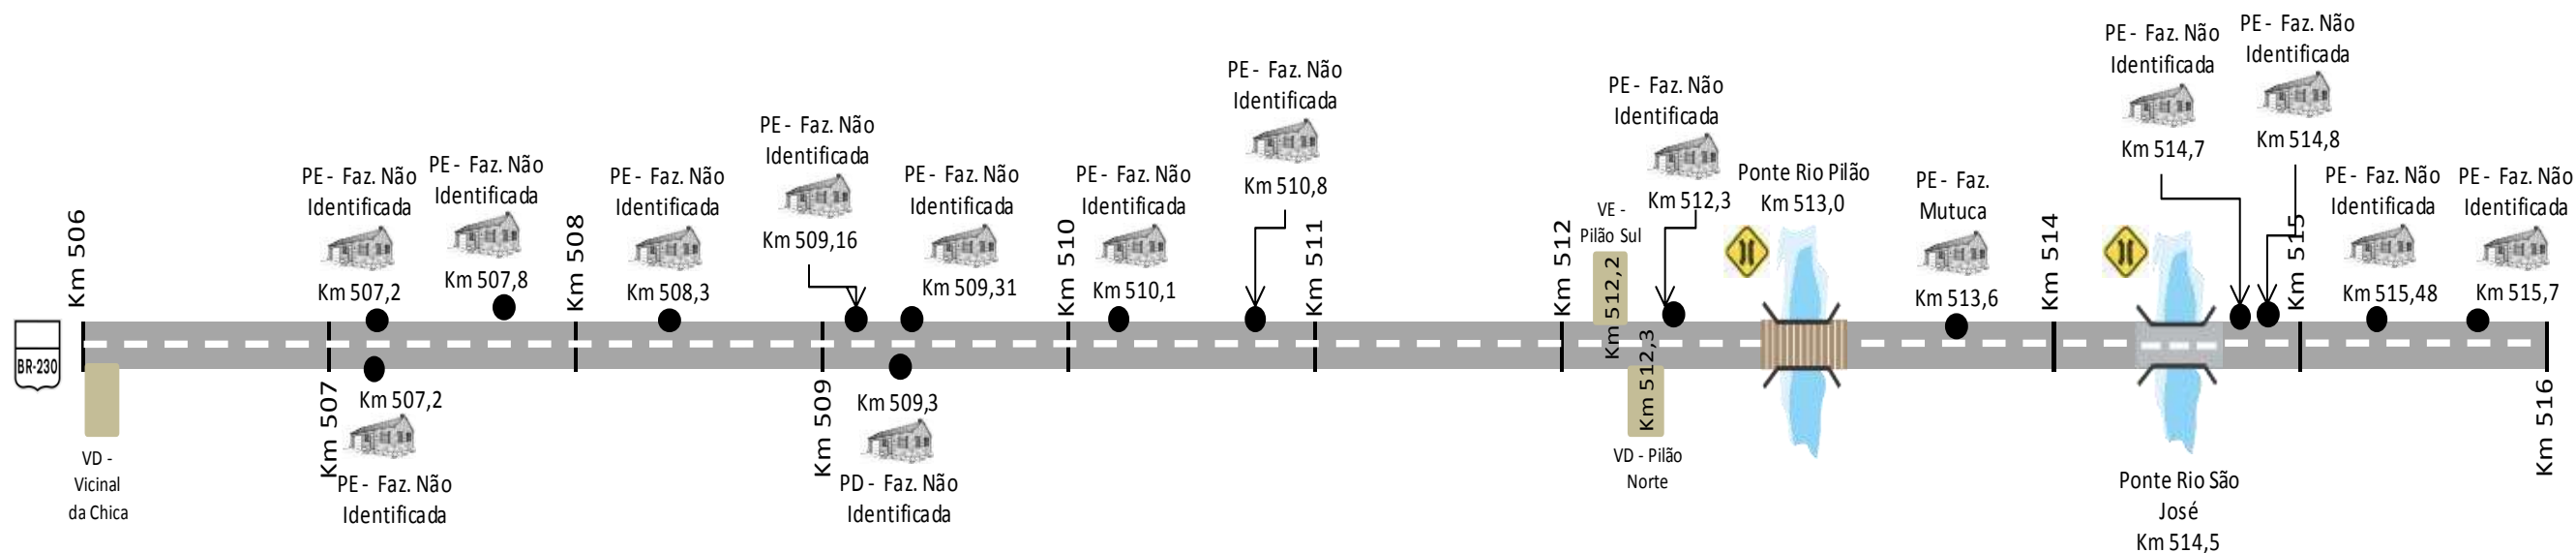 BR-230
Km 506
VD -
Vicinal
da Chica
PE - Faz. Não
Identificada
Km 507,2
Km 507
Km 507,2
PE - Faz. Não
Identificada
PE - Faz. Não
Identificada
Km 507,8
Km 508
PE - Faz. Não
Identificada
Km 508,3
PE - Faz. Não
Identificada
Km 509,16
Km 509
Km 509,3
PD - Faz. Não
Identificada
PE - Faz. Não
Identificada
Km 509,31
Km 510
PE - Faz. Não
Identificada
Km 510,1
PE - Faz. Não
Identificada
Km 510,8
Km 511
Km 512
VE -
Pilão Sul
Km 512,2
Km 512,3
VD - Pilão
Norte
PE - Faz. Não
Identificada
Km 512,3
Ponte Rio Pilão
Km 513,0
PE - Faz.
Mutuca
Km 513,6
Km 514
Ponte Rio São
José
Km 514,5
PE - Faz. Não
Identificada
Km 514,7
PE - Faz. Não
Identificada
Km 514,8
Km 515
PE - Faz. Não
Identificada
Km 515,48
PE - Faz. Não
Identificada
Km 515,7
Km 516